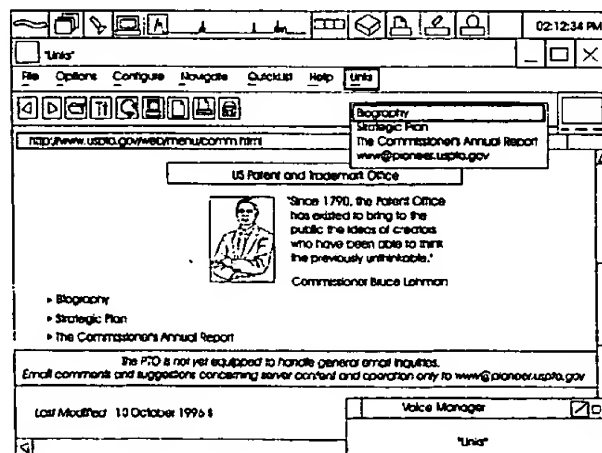 02:12:34 PM
"Links"
File Options Configure Navigate QuickList Help Links
Biography
Strategic Plan
The Commissioner's Annual Report
www@pioneer.uspto.gov
http://www.uspto.gov/web/menu/comm.html
US Patent and Trademark Office
"Since 1790, the Patent Office
has existed to bring to the
public the ideas of creators
who have been able to think
the previously unthinkable."
Commissioner Bruce Lehman
▸ Biography
▸ Strategic Plan
▸ The Commissioner's Annual Report
The PTO is not yet equipped to handle general email inquiries.
Email comments and suggestions concerning server content and operation only to www@pioneer.uspto.gov
Last Modified 10 October 1995
Voice Manager
"Links"